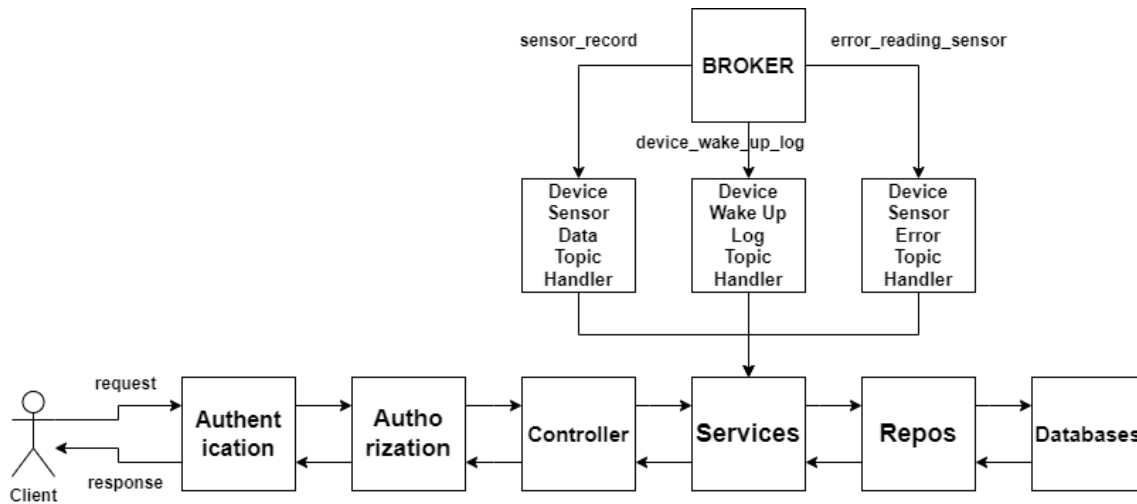 sensor_record
BROKER
error_reading_sensor
device_wake_up_log
Device
Sensor
Data
Topic
Handler
Device
Wake Up
Log
Topic
Handler
Device
Sensor
Error
Topic
Handler
request
Authent
ication
Autho
rization
Controller
Services
Repos
Databases
response
Client